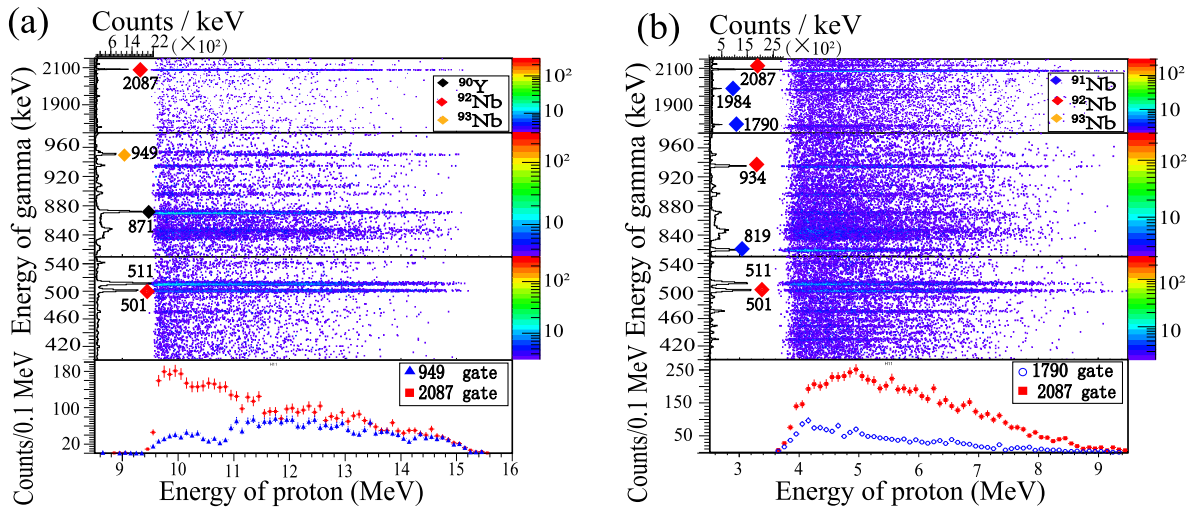 (a)
Counts / keV
6 14 22 (×10²)
2100
1900
2087
⁹⁰Y
⁹²Nb
⁹³Nb
10²
10
960
920
880
840
949
871
10²
10
540
500
460
420
511
501
10²
10
Energy of gamma (keV)
180
100
20
949 gate
2087 gate
Counts/0.1 MeV
9 10 11 12 13 14 15 16
Energy of proton (MeV)
(b)
Counts / keV
5 15 25 (×10²)
2100
1900
2087
1984
1790
⁹¹Nb
⁹²Nb
⁹³Nb
10²
10
960
920
880
840
934
819
10²
10
540
500
460
420
511
501
10²
10
Energy of gamma (keV)
250
150
50
1790 gate
2087 gate
Counts/0.1 MeV
3 4 5 6 7 8 9
Energy of proton (MeV)